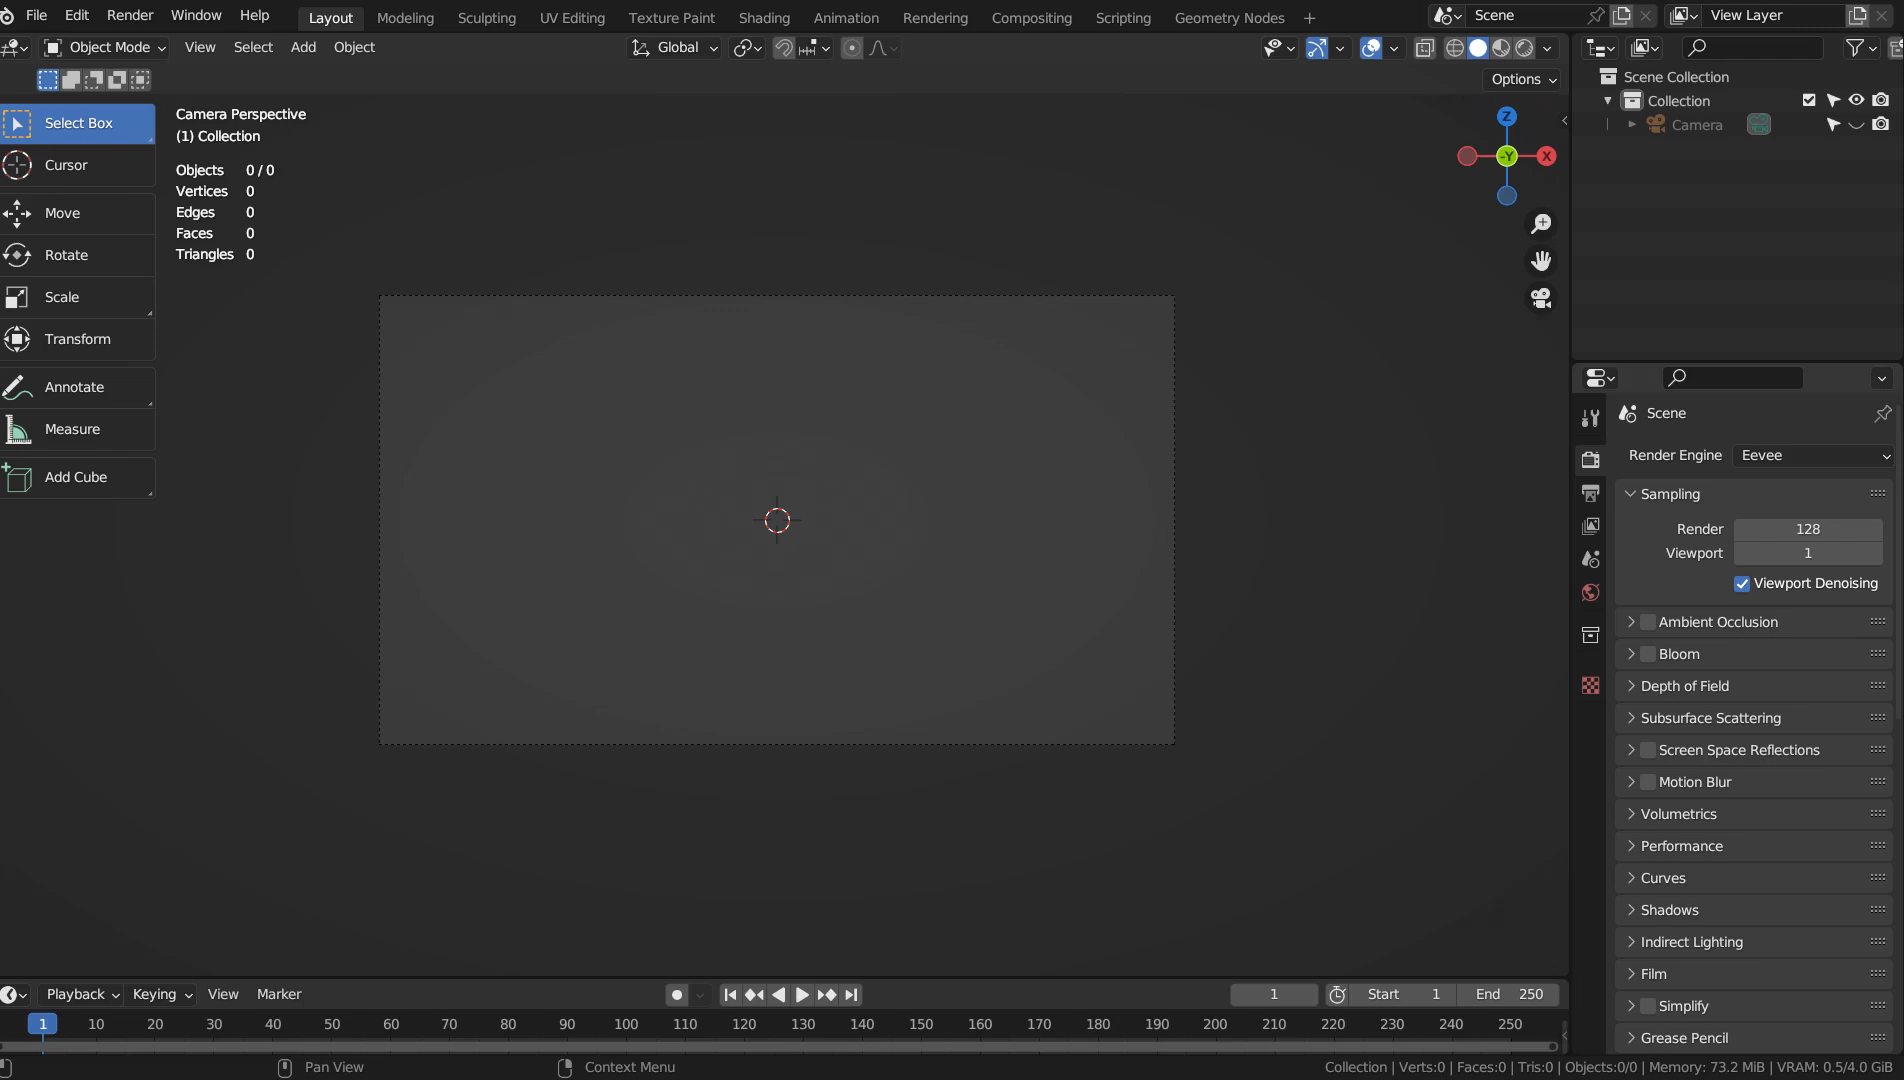 File Edit Render Window Help Layout Modeling Sculpting UV Editing Texture Paint Shading Animation Rendering Compositing Scripting Geometry Nodes + Scene View Layer
Object Mode View Select Add Object Global
Options
Scene Collection
Collection
Camera
Select Box
Cursor
Move
Rotate
Scale
Transform
Annotate
Measure
Add Cube
Camera Perspective
(1) Collection
Objects 0 / 0
Vertices 0
Edges 0
Faces 0
Triangles 0
Z
-Y X
Scene
Render Engine Eevee
Sampling
Render 128
Viewport 1
Viewport Denoising
Ambient Occlusion
Bloom
Depth of Field
Subsurface Scattering
Screen Space Reflections
Motion Blur
Volumetrics
Performance
Curves
Shadows
Indirect Lighting
Film
Simplify
Grease Pencil
Playback Keying View Marker 1 Start 1 End 250
1 10 20 30 40 50 60 70 80 90 100 110 120 130 140 150 160 170 180 190 200 210 220 230 240 250
Pan View Context Menu Collection | Verts:0 | Faces:0 | Tris:0 | Objects:0/0 | Memory: 73.2 MiB | VRAM: 0.5/4.0 GiB